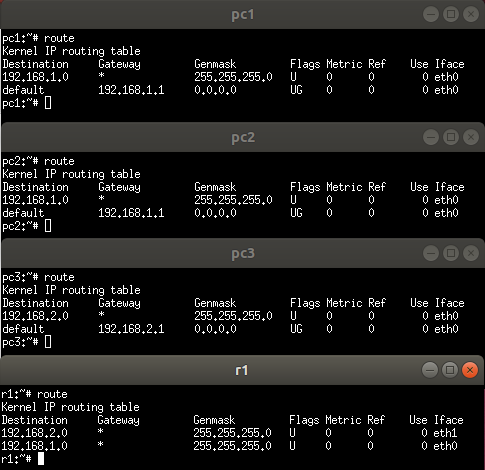 pc1
pc1:~# route
Kernel IP routing table
Destination Gateway Genmask Flags Metric Ref Use Iface
192.168.1.0 * 255.255.255.0 U 0 0 0 eth0
default 192.168.1.1 0.0.0.0 UG 0 0 0 eth0
pc1:~#
pc2
pc2:~# route
Kernel IP routing table
Destination Gateway Genmask Flags Metric Ref Use Iface
192.168.1.0 * 255.255.255.0 U 0 0 0 eth0
default 192.168.1.1 0.0.0.0 UG 0 0 0 eth0
pc2:~#
pc3
pc3:~# route
Kernel IP routing table
Destination Gateway Genmask Flags Metric Ref Use Iface
192.168.2.0 * 255.255.255.0 U 0 0 0 eth0
default 192.168.2.1 0.0.0.0 UG 0 0 0 eth0
pc3:~#
r1
r1:~# route
Kernel IP routing table
Destination Gateway Genmask Flags Metric Ref Use Iface
192.168.2.0 * 255.255.255.0 U 0 0 0 eth1
192.168.1.0 * 255.255.255.0 U 0 0 0 eth0
r1:~#